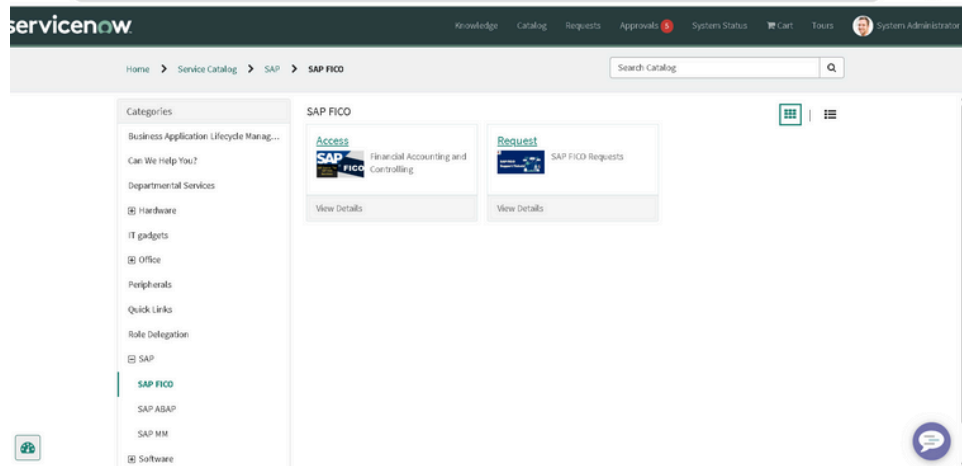 servicenow
Knowledge Catalog Requests Approvals 5 System Status Cart Tours System Administrator
Home > Service Catalog > SAP > SAP FICO
Search Catalog
Categories
Business Application Lifecycle Manag...
Can We Help You?
Departmental Services
Hardware
IT gadgets
Office
Peripherals
Quick Links
Role Delegation
SAP
SAP FICO
SAP ABAP
SAP MM
Software
SAP FICO
Access
SAP
FICO
Financial Accounting and
Controlling
View Details
Request
SAP FICO Requests
View Details